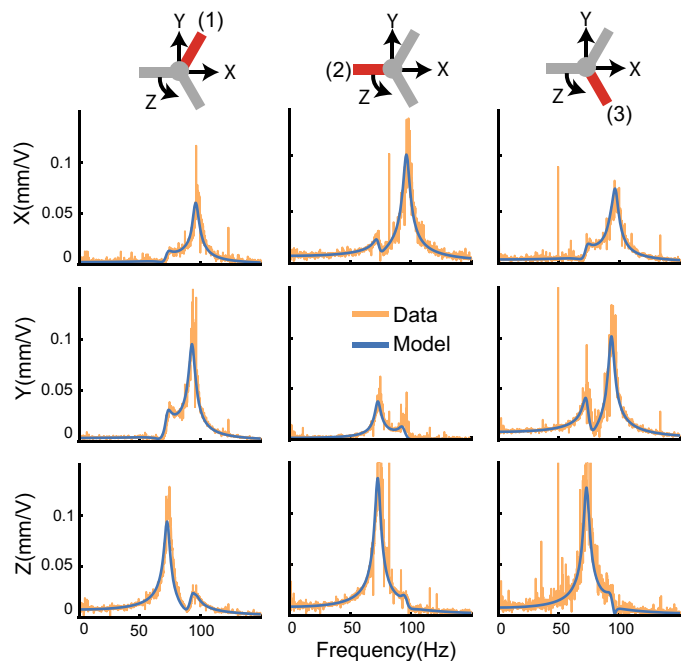 Y (1) X Z
Y (2) X Z
Y X Z (3)
X(mm/V) 0.1 0.05 0
Y(mm/V) 0.1 0.05 0
Data
Model
Z(mm/V) 0.1 0.05 0
0 100 0 50 100 0 50 100
Frequency(Hz)